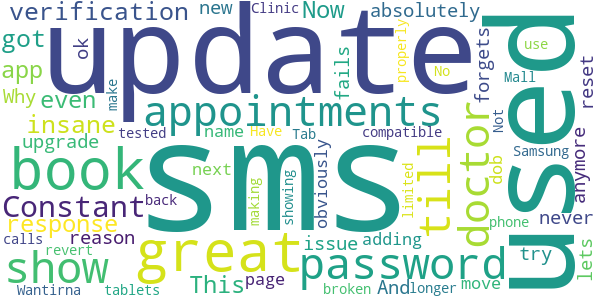 verification new Clinic Now absolutely
got ok update fails properly forgets used
app make No Mall use
Why even appointments reset
insane tested name Have Tab compatible Not
upgrade Samsung
book sms till doctor dob anymore
next obviously
Constant back making showing limited phone never
response great issue adding
calls reason This page password try lets
show revert And longer move
Wantirna tablets broken